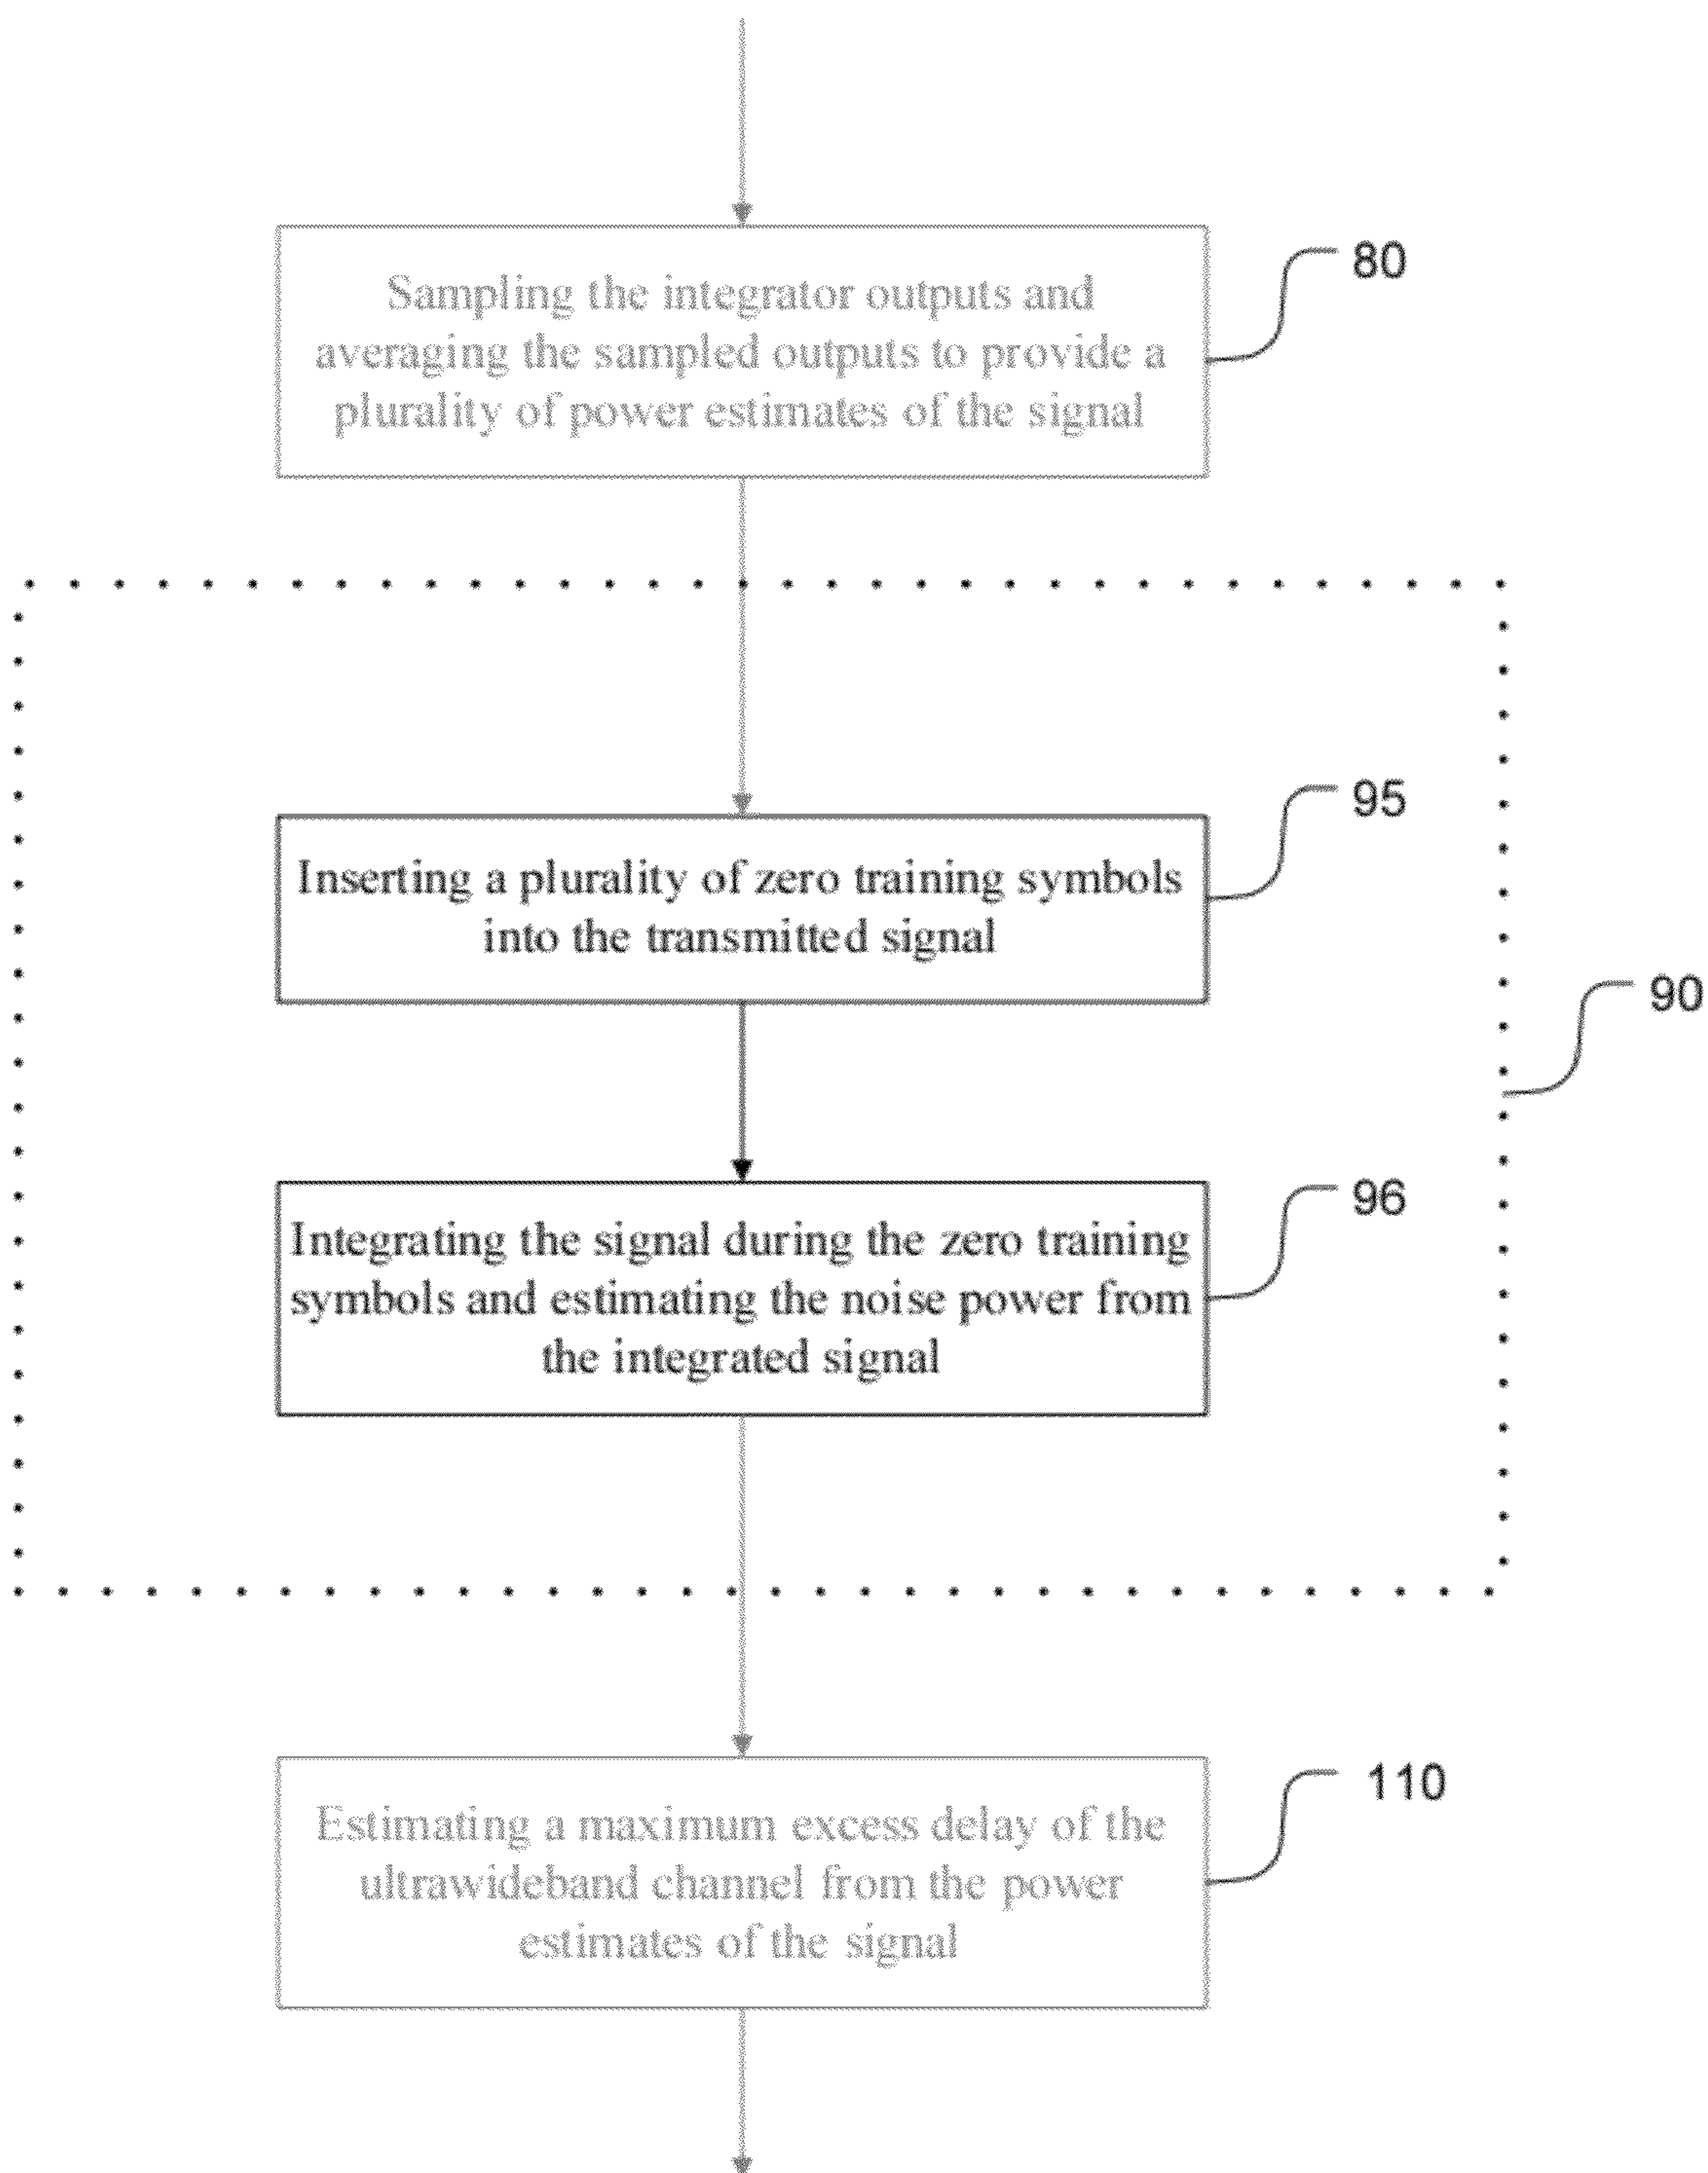 Sampling the integrator outputs and
averaging the sampled outputs to provide a
plurality of power estimates of the signal
80
Inserting a plurality of zero training symbols
into the transmitted signal
95
90
Integrating the signal during the zero training
symbols and estimating the noise power from
the integrated signal
96
Estimating a maximum excess delay of the
ultrawideband channel from the power
estimates of the signal
110